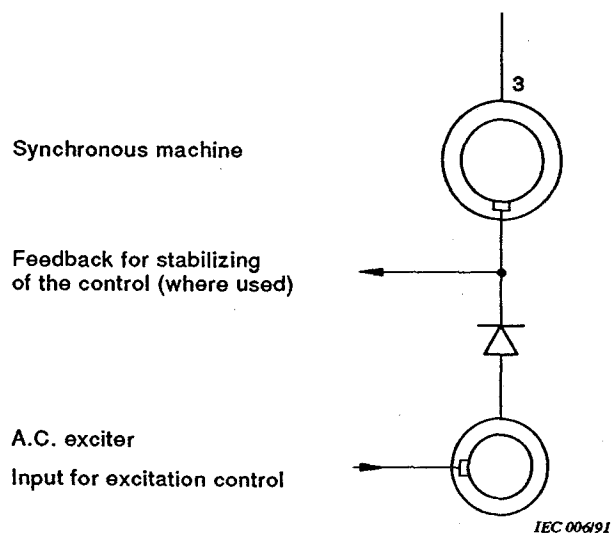 3
Synchronous machine
Feedback for stabilizing
of the control (where used)
A.C. exciter
Input for excitation control
IEC 006/91